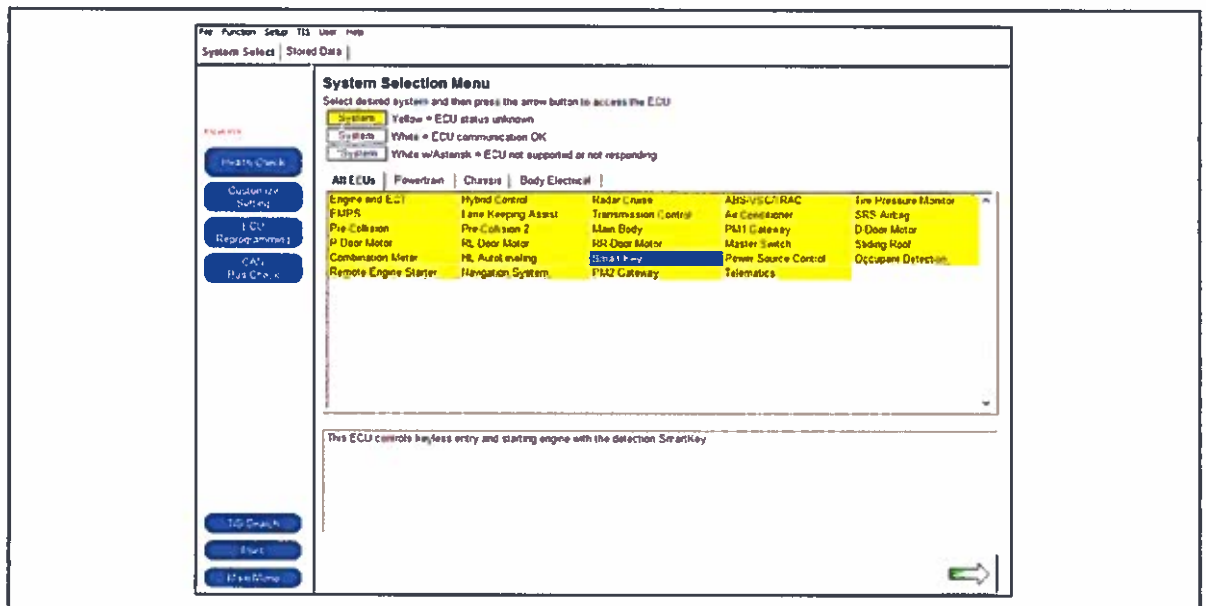 File Function Setup TIS User Help
System Select Stored Data
System Selection Menu
Select desired system and then press the arrow button to access the ECU
System Yellow = ECU status unknown
System White = ECU communication OK
*System White w/Asterisk = ECU not supported or not responding
Health Check
Customize Setting
ECU Reprogramming
CAN Bus Check
All ECUs Powertrain Chassis Body Electrical
Engine and ECT Hybrid Control Radar Cruise ABS/VSC/TRAC Tire Pressure Monitor
EMPS Lane Keeping Assist Transmission Control Air Conditioner SRS Airbag
Pre-Collision Pre-Collision 2 Main Body PM1 Gateway D-Door Motor
P-Door Motor RL-Door Motor RR-Door Motor Master Switch Sliding Roof
Combination Meter HL AutoLeveling Smart Key Power Source Control Occupant Detection
Remote Engine Starter Navigation System PM2 Gateway Telematics
This ECU controls keyless entry and starting engine with the detection SmartKey
TIS Search
Print
Main Menu